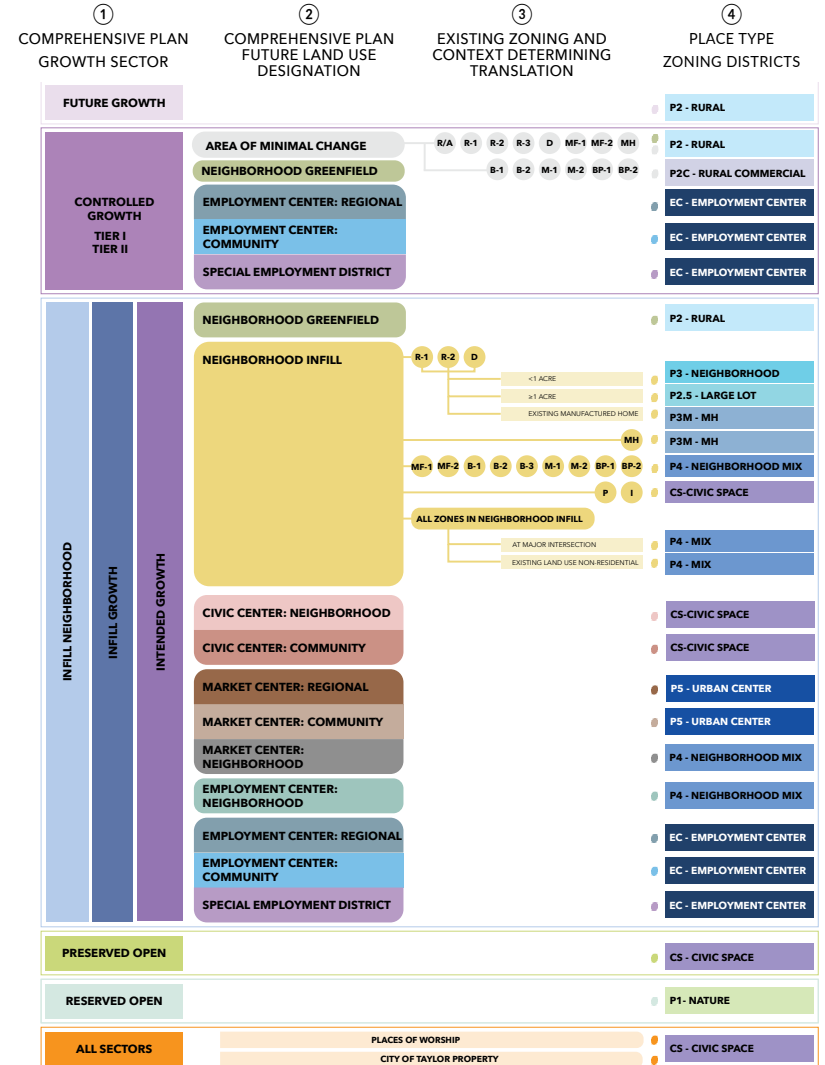 1
COMPREHENSIVE PLAN
GROWTH SECTOR
2
COMPREHENSIVE PLAN
FUTURE LAND USE
DESIGNATION
3
EXISTING ZONING AND
CONTEXT DETERMINING
TRANSLATION
4
PLACE TYPE
ZONING DISTRICTS
FUTURE GROWTH
P2 - RURAL
CONTROLLED
GROWTH
TIER I
TIER II
AREA OF MINIMAL CHANGE
R/A R-1 R-2 R-3 D MF-1 MF-2 MH
P2 - RURAL
NEIGHBORHOOD GREENFIELD
B-1 B-2 M-1 M-2 BP-1 BP-2
P2C - RURAL COMMERCIAL
EMPLOYMENT CENTER: REGIONAL
EC - EMPLOYMENT CENTER
EMPLOYMENT CENTER:
COMMUNITY
EC - EMPLOYMENT CENTER
SPECIAL EMPLOYMENT DISTRICT
EC - EMPLOYMENT CENTER
INFILL NEIGHBORHOOD
INFILL GROWTH
INTENDED GROWTH
NEIGHBORHOOD GREENFIELD
P2 - RURAL
NEIGHBORHOOD INFILL
R-1 R-2 D
<1 ACRE
P3 - NEIGHBORHOOD
≥1 ACRE
P2.5 - LARGE LOT
EXISTING MANUFACTURED HOME
P3M - MH
MH
P3M - MH
MF-1 MF-2 B-1 B-2 B-3 M-1 M-2 BP-1 BP-2
P4 - NEIGHBORHOOD MIX
P I
CS-CIVIC SPACE
ALL ZONES IN NEIGHBORHOOD INFILL
AT MAJOR INTERSECTION
P4 - MIX
EXISTING LAND USE NON-RESIDENTIAL
P4 - MIX
CIVIC CENTER: NEIGHBORHOOD
CS-CIVIC SPACE
CIVIC CENTER: COMMUNITY
CS-CIVIC SPACE
MARKET CENTER: REGIONAL
P5 - URBAN CENTER
MARKET CENTER: COMMUNITY
P5 - URBAN CENTER
MARKET CENTER:
NEIGHBORHOOD
P4 - NEIGHBORHOOD MIX
EMPLOYMENT CENTER:
NEIGHBORHOOD
P4 - NEIGHBORHOOD MIX
EMPLOYMENT CENTER: REGIONAL
EC - EMPLOYMENT CENTER
EMPLOYMENT CENTER:
COMMUNITY
EC - EMPLOYMENT CENTER
SPECIAL EMPLOYMENT DISTRICT
EC - EMPLOYMENT CENTER
PRESERVED OPEN
CS - CIVIC SPACE
RESERVED OPEN
P1- NATURE
ALL SECTORS
PLACES OF WORSHIP
CITY OF TAYLOR PROPERTY
CS - CIVIC SPACE